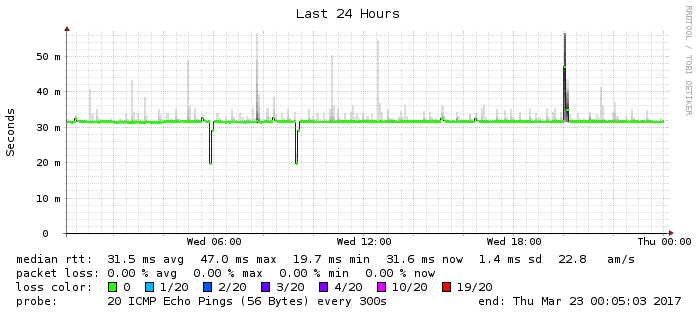 Last 24 Hours
RRDTOOL / TOBI OETIKER
Seconds
50 m
40 m
30 m
20 m
10 m
0
Wed 06:00 Wed 12:00 Wed 18:00 Thu 00:00
median rtt: 31.5 ms avg 47.0 ms max 19.7 ms min 31.6 ms now 1.4 ms sd 22.8 am/s
packet loss: 0.00 % avg 0.00 % max 0.00 % min 0.00 % now
loss color: 0 1/20 2/20 3/20 4/20 10/20 19/20
probe: 20 ICMP Echo Pings (56 Bytes) every 300s end: Thu Mar 23 00:05:03 2017